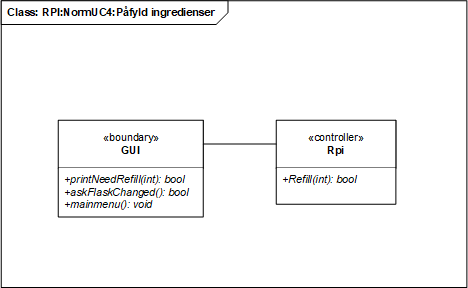 Class: RPI:NormUC4:Påfyld ingredienser
«boundary»
GUI
+printNeedRefill(int): bool
+askFlaskChanged(): bool
+mainmenu(): void
«controller»
Rpi
+Refill(int): bool